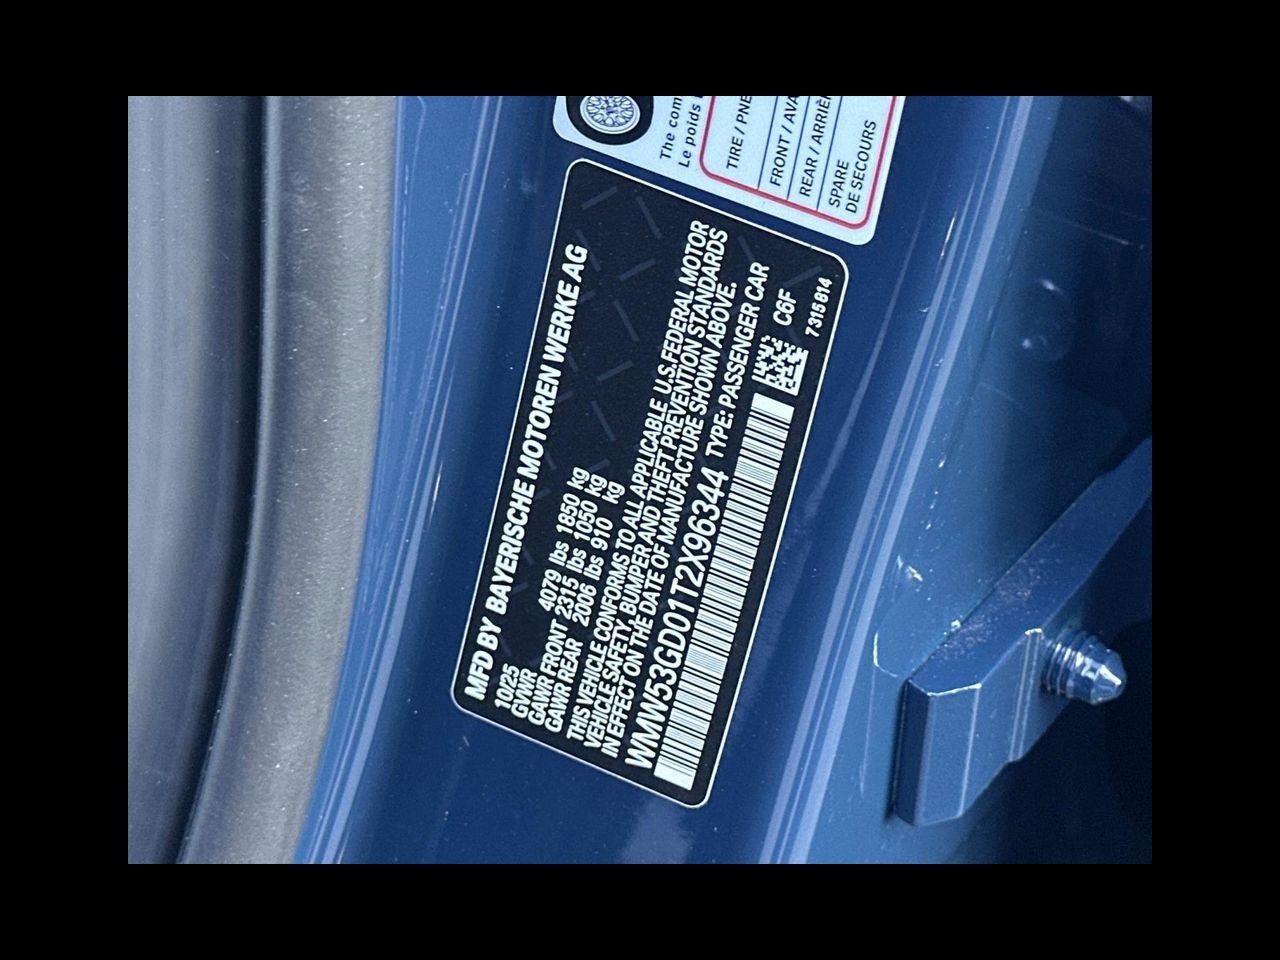 The com
Le poids
TIRE / PNE
FRONT / AVA
REAR / ARRIÈR
SPARE
DE SECOURS
MFD BY BAYERISCHE MOTOREN WERKE AG
10/25
GVWR 4079 lbs 1850 kg
GAWR FRONT 2315 lbs 1050 kg
GAWR REAR 2006 lbs 910 kg
THIS VEHICLE CONFORMS TO ALL APPLICABLE U.S.FEDERAL MOTOR
VEHICLE SAFETY, BUMPER AND THEFT PREVENTION STANDARDS
IN EFFECT ON THE DATE OF MANUFACTURE SHOWN ABOVE.
WMW53GD01T2X96344 TYPE: PASSENGER CAR
C6F
7315814